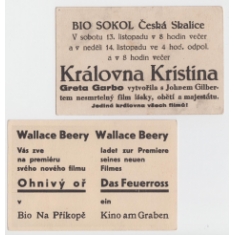 BIO SOKOL Česká Skalice
V sobotu 13. listopadu v 8 hodin večer
a v neděli 14. listopadu ve 4 hod. odpol.
a v 8 hodin večer
Královna Kristina
Greta Garbo vytvořila s Johnem Gilber-
tem nesmrtelný film lásky, oběti a majestátu.
Jediná královna všech filmů!
Wallace Beery
Vás zve
na premiéru
svého nového filmu
Ohnivý oř
v
Bio Na Příkopě
Wallace Beery
ladet zur Premiere
seines neuen
Filmes
Das Feuerross
ein
Kino am Graben